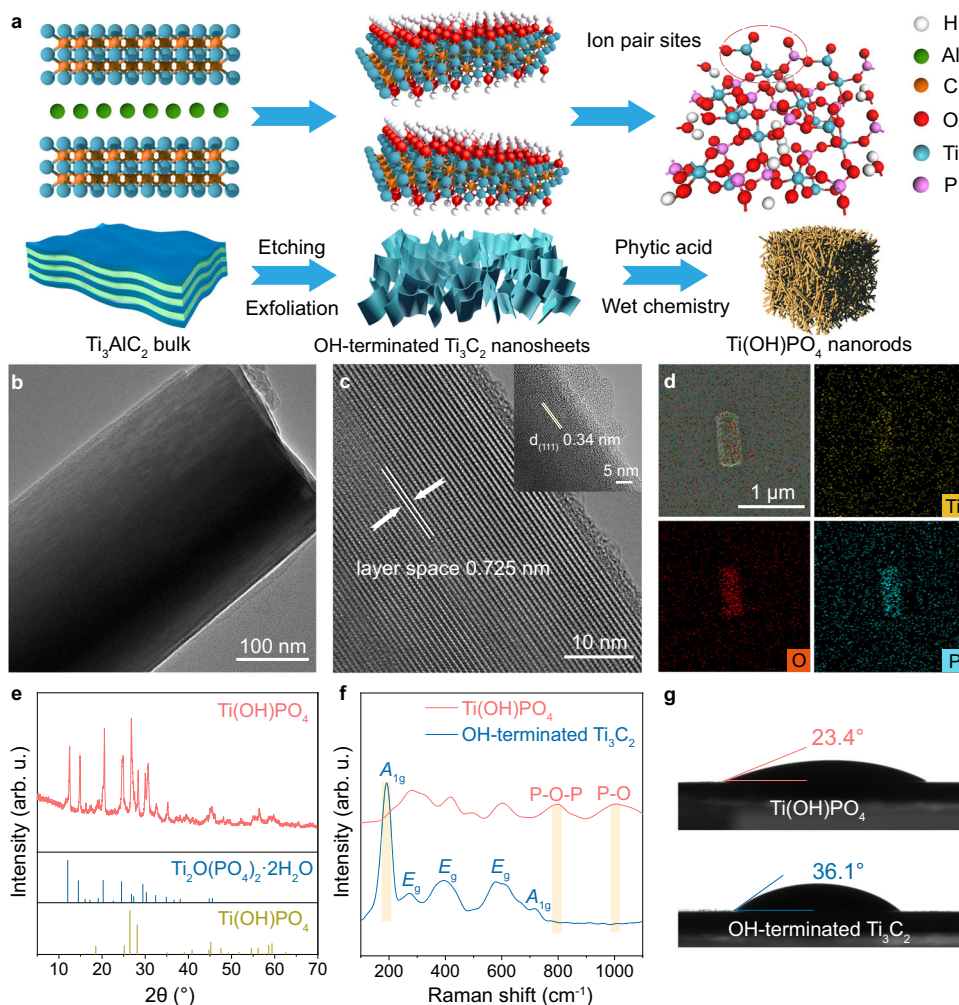 a
Ion pair sites
H
Al
C
O
Ti
P
Etching
Exfoliation
Phytic acid
Wet chemistry
Ti₃AlC₂ bulk
OH-terminated Ti₃C₂ nanosheets
Ti(OH)PO₄ nanorods
b
100 nm
c
d₍₁₁₁₎ 0.34 nm
5 nm
layer space 0.725 nm
10 nm
d
1 μm
Ti
O
P
e
Intensity (arb. u.)
Ti(OH)PO₄
Ti₂O(PO₄)₂·2H₂O
Ti(OH)PO₄
10 20 30 40 50 60 70
2θ (°)
f
Intensity (arb. u.)
Ti(OH)PO₄
OH-terminated Ti₃C₂
A₁g
P-O-P
P-O
Eg
Eg
Eg
A₁g
200 400 600 800 1000
Raman shift (cm⁻¹)
g
23.4°
Ti(OH)PO₄
36.1°
OH-terminated Ti₃C₂